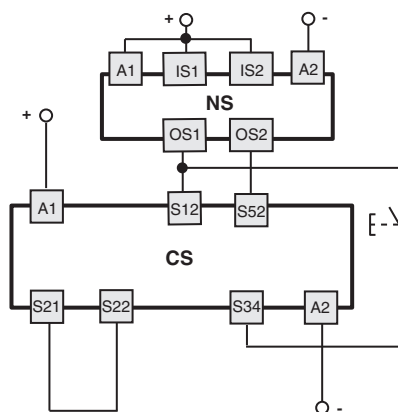 + -
A1 IS1 IS2 A2
NS
OS1 OS2
+
A1 S12 S52
CS
S21 S22 S34 A2
-